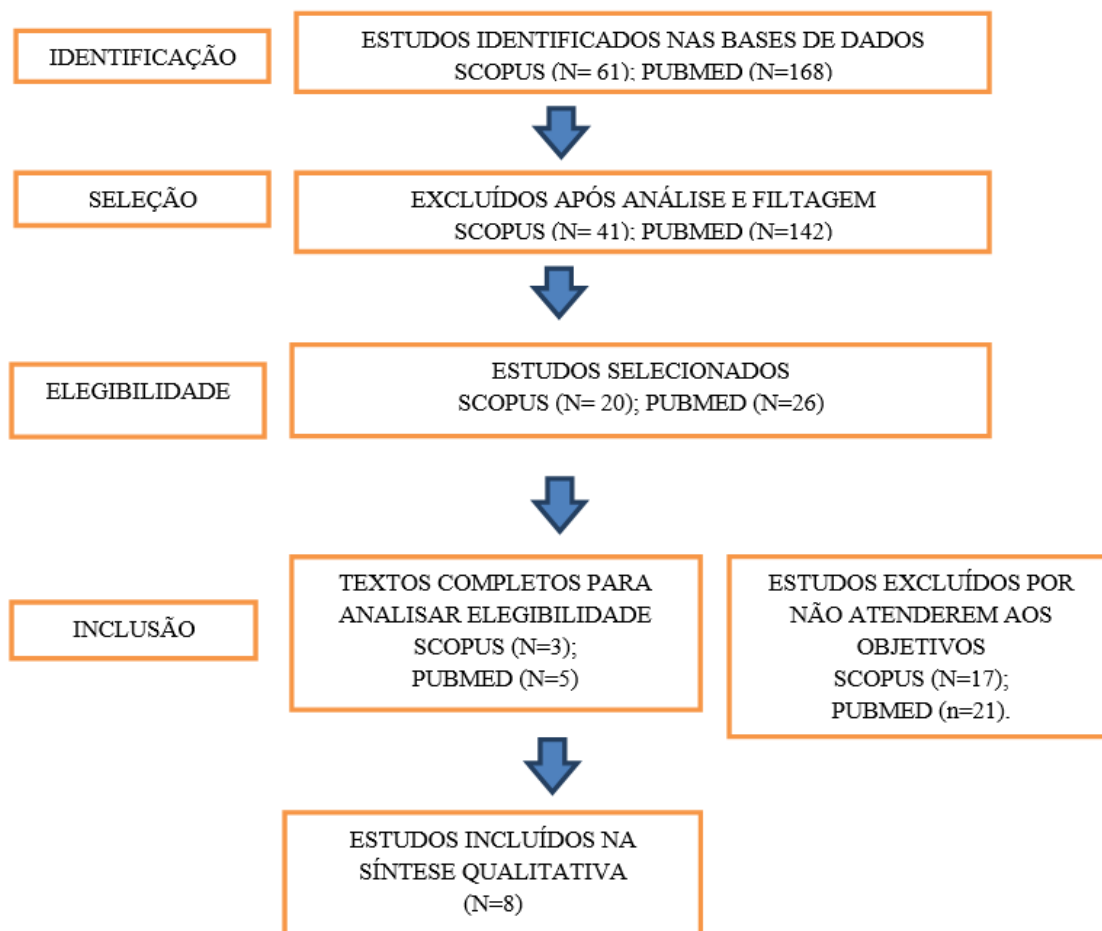 IDENTIFICAÇÃO
ESTUDOS IDENTIFICADOS NAS BASES DE DADOS
SCOPUS (N= 61); PUBMED (N=168)
SELEÇÃO
EXCLUÍDOS APÓS ANÁLISE E FILTAGEM
SCOPUS (N= 41); PUBMED (N=142)
ELEGIBILIDADE
ESTUDOS SELECIONADOS
SCOPUS (N= 20); PUBMED (N=26)
INCLUSÃO
TEXTOS COMPLETOS PARA
ANALISAR ELEGIBILIDADE
SCOPUS (N=3);
PUBMED (N=5)
ESTUDOS EXCLUÍDOS POR
NÃO ATENDEREM AOS
OBJETIVOS
SCOPUS (N=17);
PUBMED (n=21).
ESTUDOS INCLUÍDOS NA
SÍNTESE QUALITATIVA
(N=8)